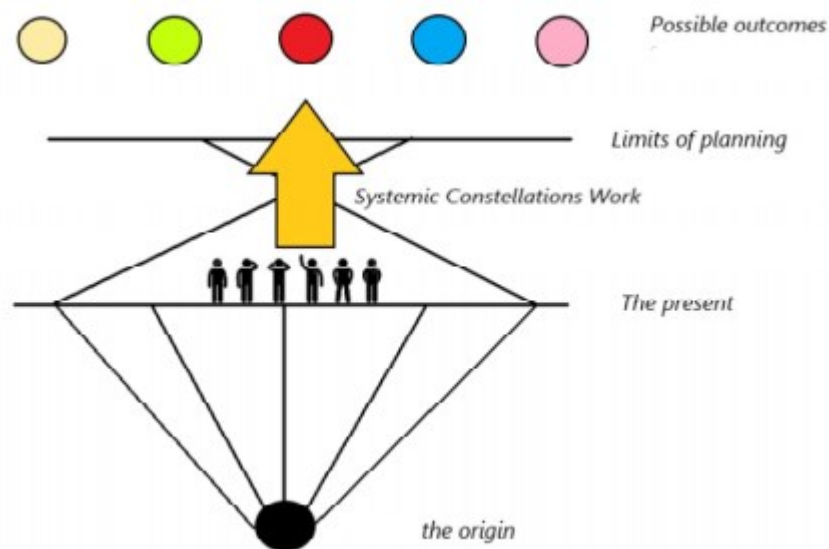 Possible outcomes
Limits of planning
Systemic Constellations Work
The present
the origin